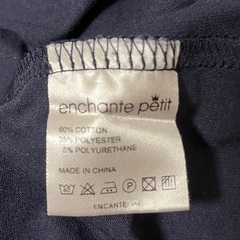 enchante petit
60% COTTON
35% POLYESTER
5% POLYURETHANE
MADE IN CHINA
ENCANTE, INC.